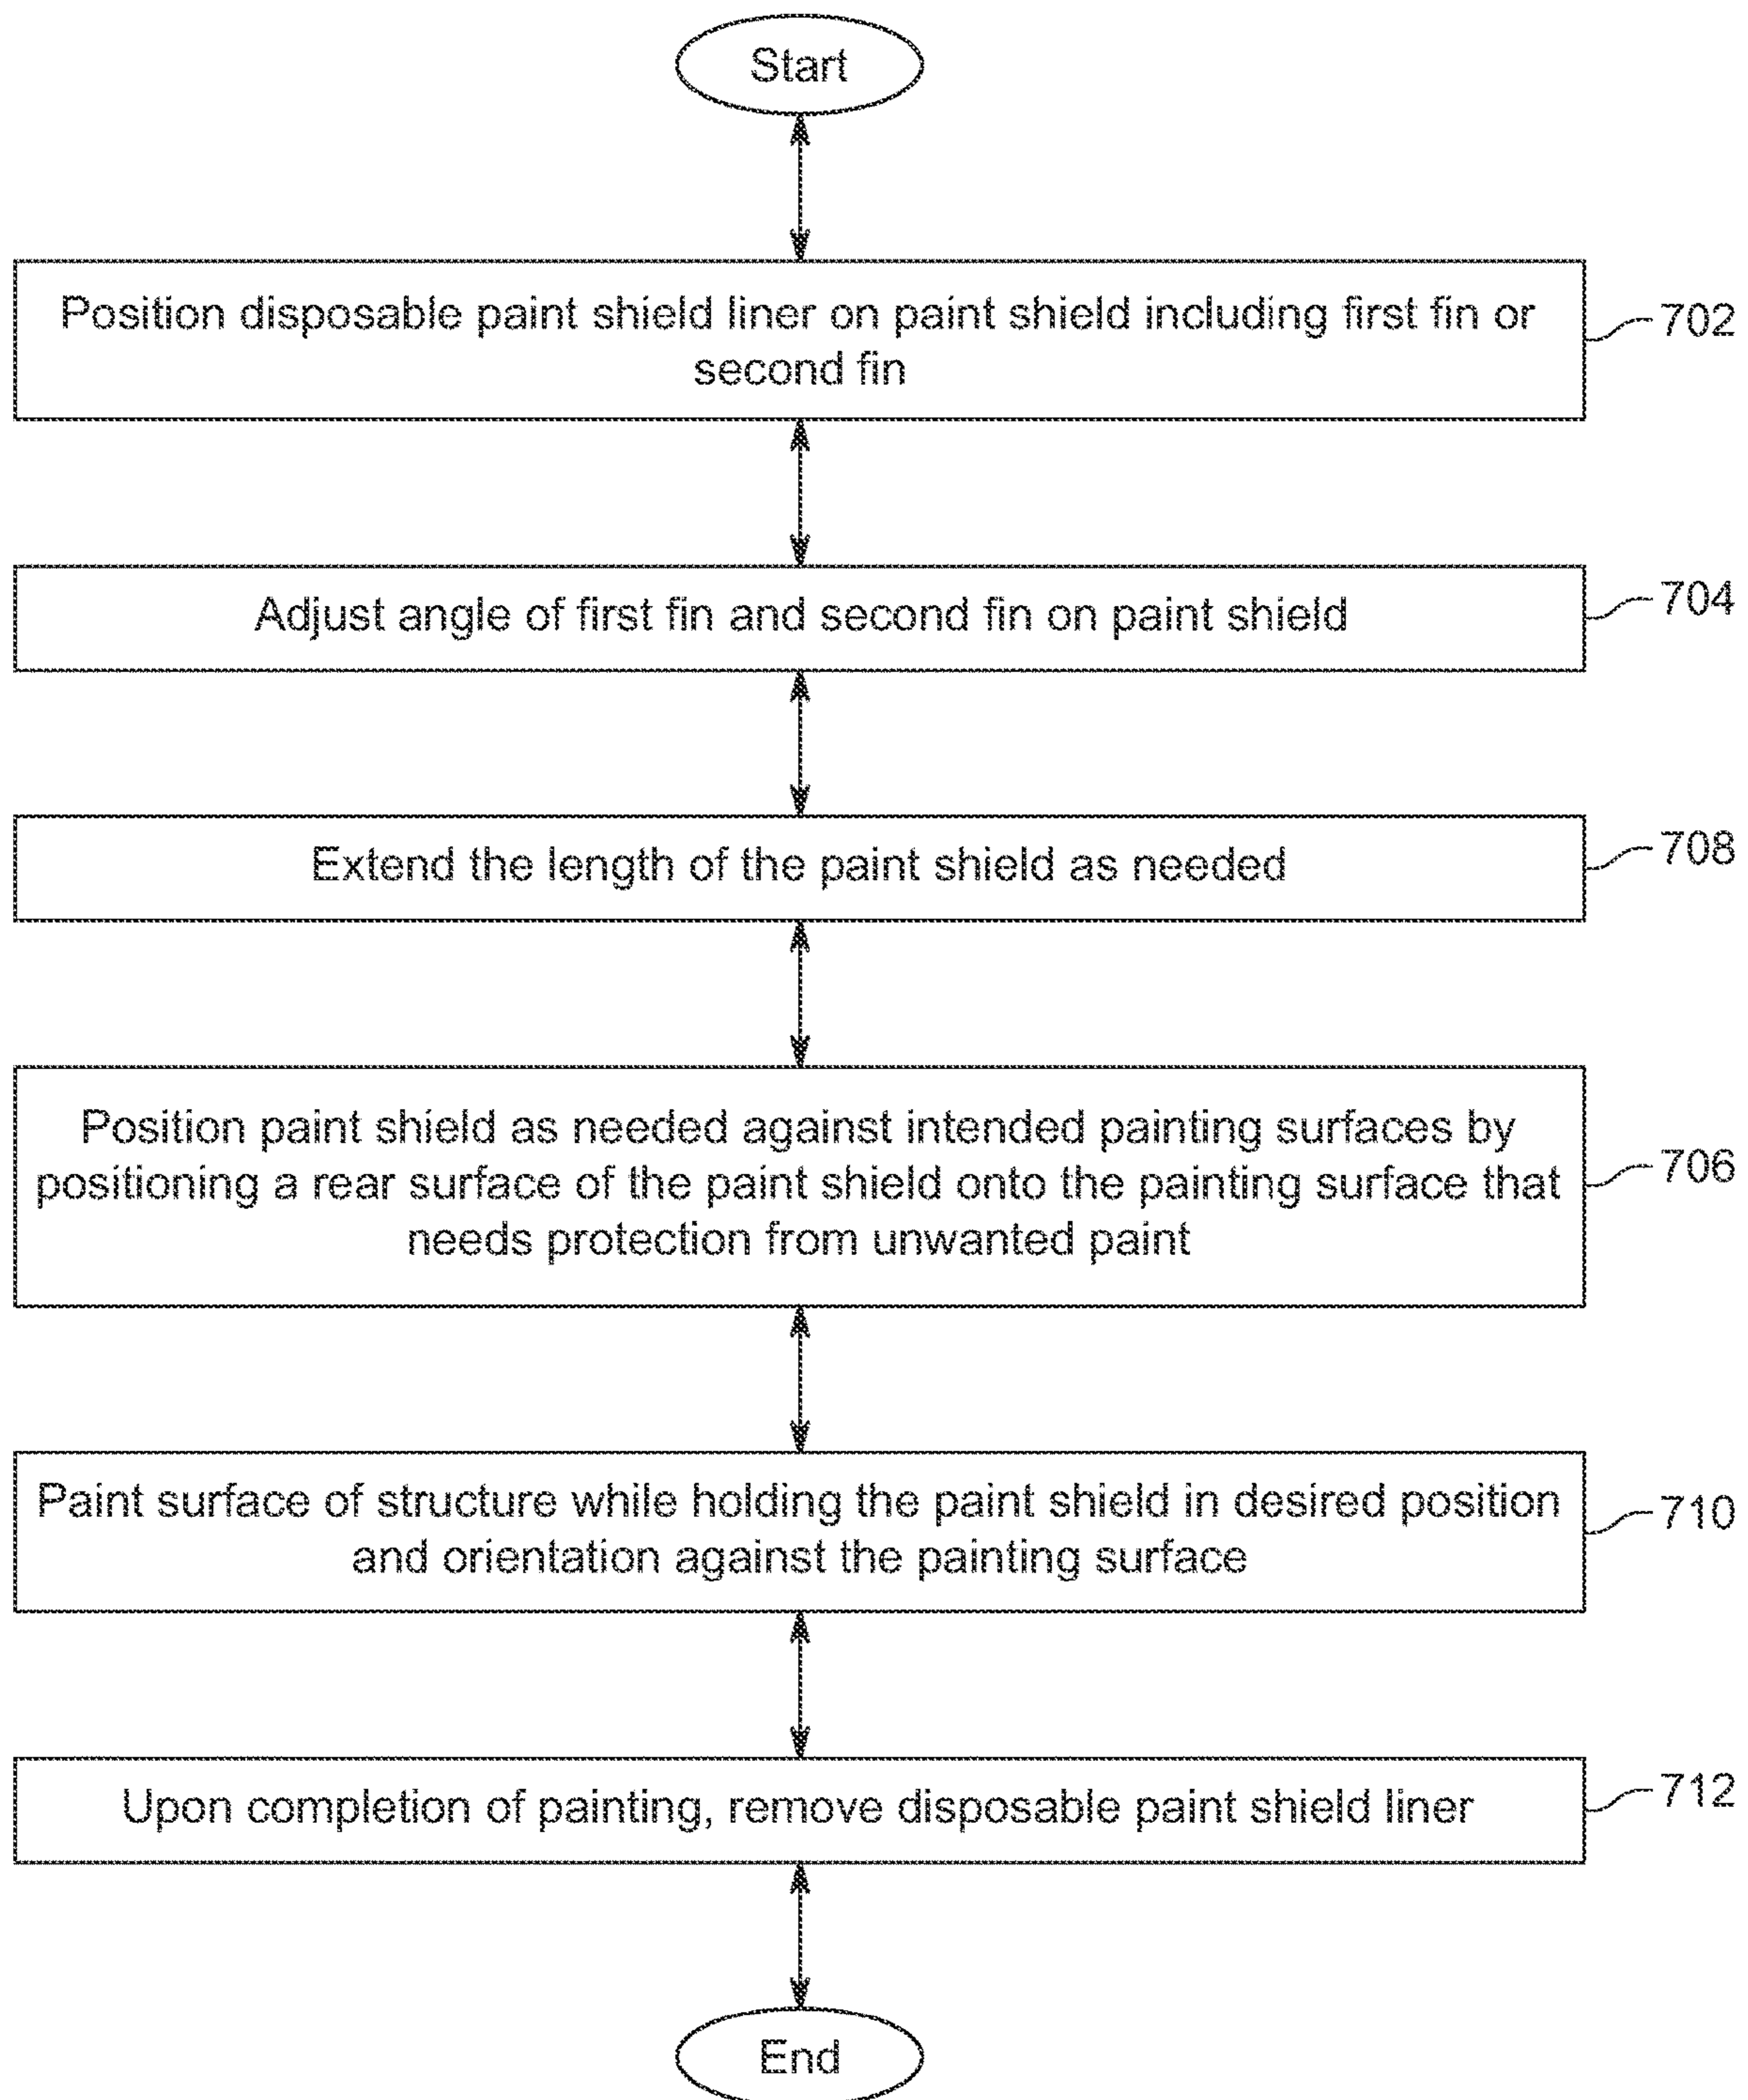 Start
Position disposable paint shield liner on paint shield including first fin or
second fin
702
Adjust angle of first fin and second fin on paint shield
704
Extend the length of the paint shield as needed
708
Position paint shield as needed against intended painting surfaces by
positioning a rear surface of the paint shield onto the painting surface that
needs protection from unwanted paint
706
Paint surface of structure while holding the paint shield in desired position
and orientation against the painting surface
710
Upon completion of painting, remove disposable paint shield liner
712
End